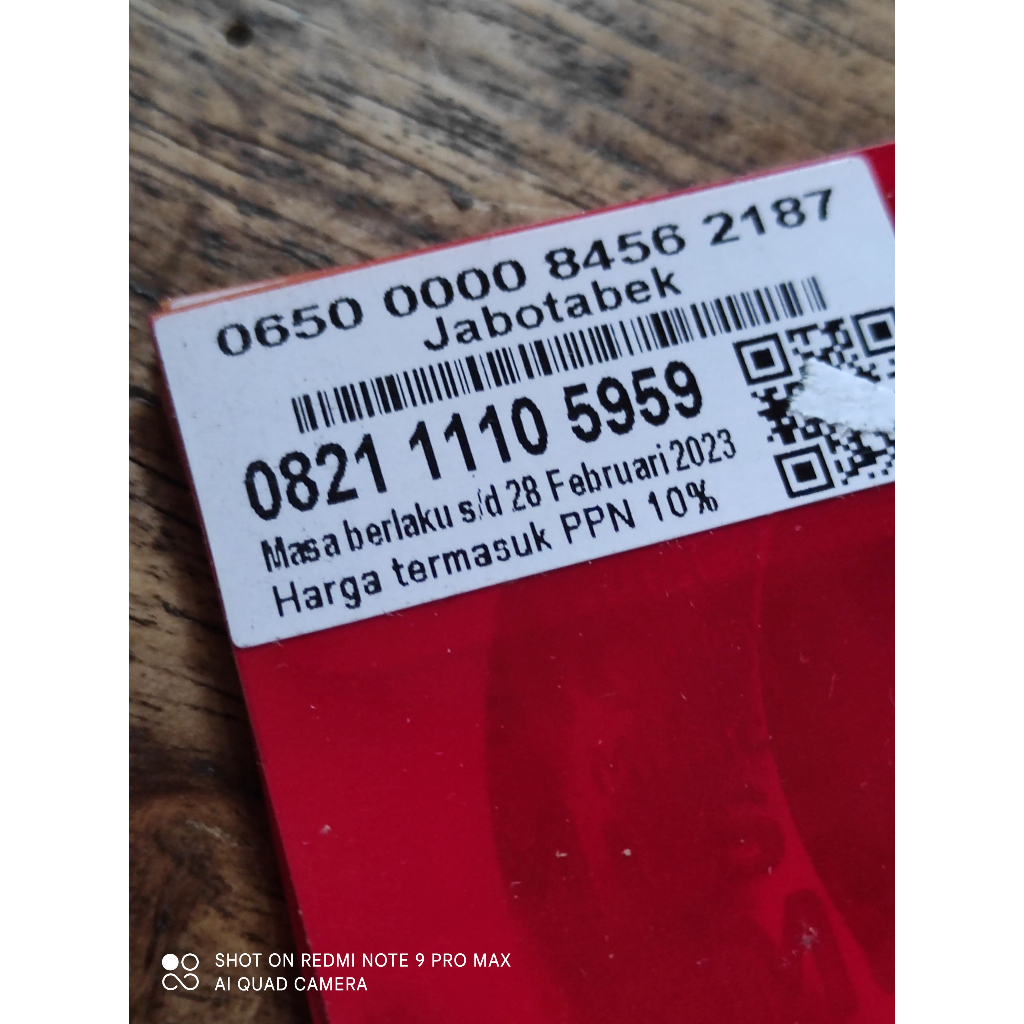 0650 0000 8456 2187
Jabotabek
0821 1110 5959
Masa berlaku s/d 28 Februari 2023
Harga termasuk PPN 10%
SHOT ON REDMI NOTE 9 PRO MAX
AI QUAD CAMERA